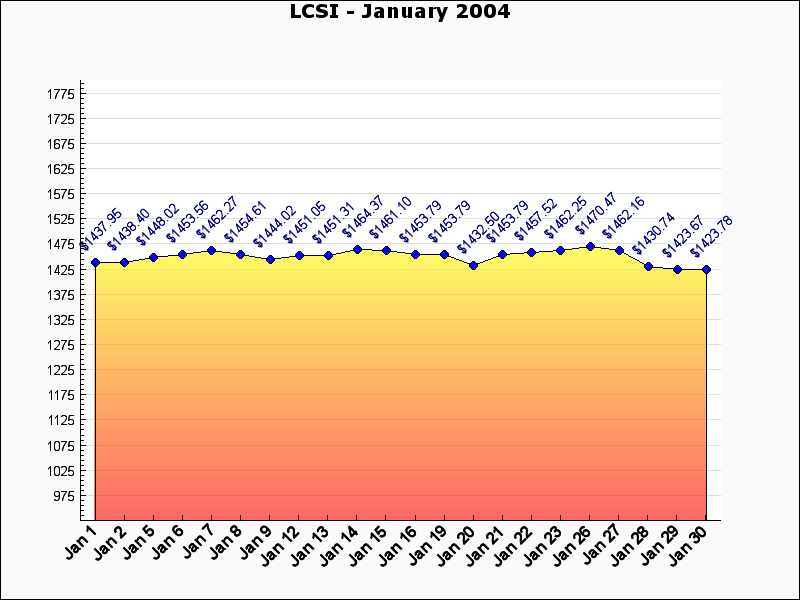 LCSI - January 2004
1775
1725
1675
1625
1575
1525
1475
1425
1375
1325
1275
1225
1175
1125
1075
1025
975
$1437.95
$1438.40
$1448.02
$1453.56
$1462.27
$1454.61
$1444.02
$1451.05
$1451.31
$1464.37
$1461.10
$1453.79
$1453.79
$1432.50
$1453.79
$1457.52
$1462.25
$1470.47
$1462.16
$1430.74
$1423.67
$1423.78
Jan 1
Jan 2
Jan 5
Jan 6
Jan 7
Jan 8
Jan 9
Jan 12
Jan 13
Jan 14
Jan 15
Jan 16
Jan 19
Jan 20
Jan 21
Jan 22
Jan 23
Jan 26
Jan 27
Jan 28
Jan 29
Jan 30